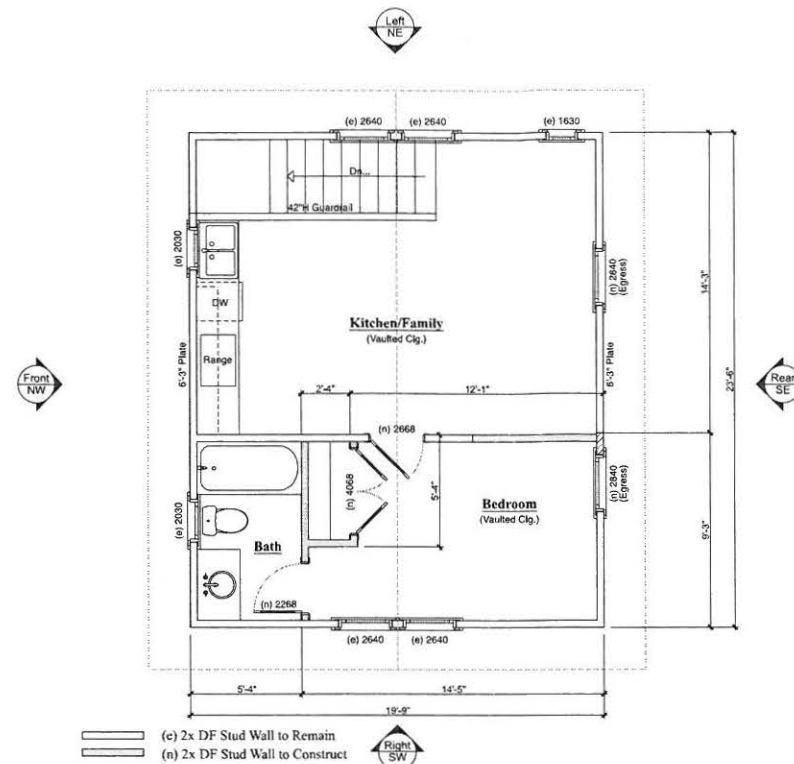 Left
NE
(e) 2640
(e) 2640
(e) 1630
Dn...
42"H Guardrail
(e) 2030
DW
Range
6'-3" Plate
Kitchen/Family
(Vaulted Clg.)
(n) 2840
(Egress)
14'-3"
23'-6"
6'-3" Plate
Front
NW
Rear
SE
2'-4"
12'-1"
(n) 2668
(n) 4068
5'-4"
Bedroom
(Vaulted Clg.)
(n) 2840
(Egress)
9'-3"
(e) 2030
Bath
(n) 2268
(e) 2640
(e) 2640
5'-4"
14'-5"
19'-9"
(e) 2x DF Stud Wall to Remain
(n) 2x DF Stud Wall to Construct
Right
SW